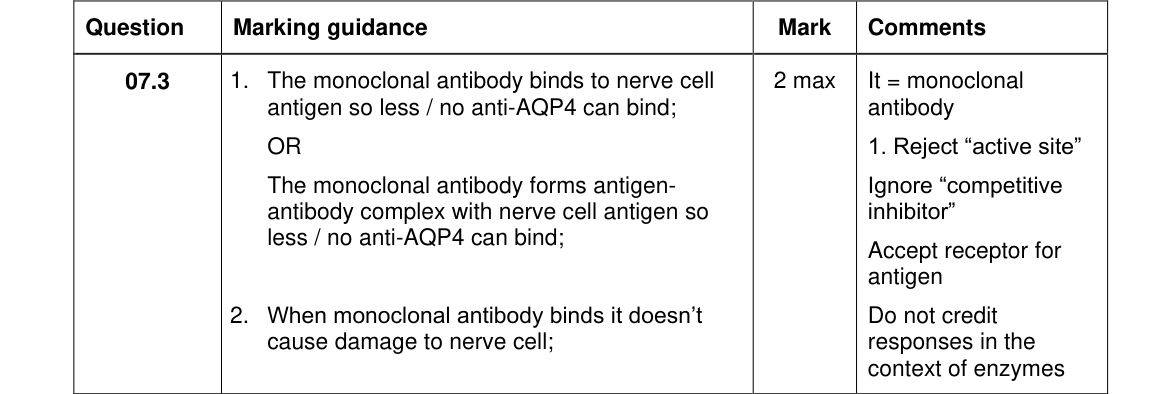 Question Marking guidance Mark Comments
07.3 1. The monoclonal antibody binds to nerve cell 2 max It = monoclonal
antigen so less / no anti-AQP4 can bind; antibody
OR 1. Reject “active site”
The monoclonal antibody forms antigen- Ignore “competitive
antibody complex with nerve cell antigen so inhibitor”
less / no anti-AQP4 can bind; Accept receptor for
antigen
2. When monoclonal antibody binds it doesn’t Do not credit
cause damage to nerve cell; responses in the
context of enzymes